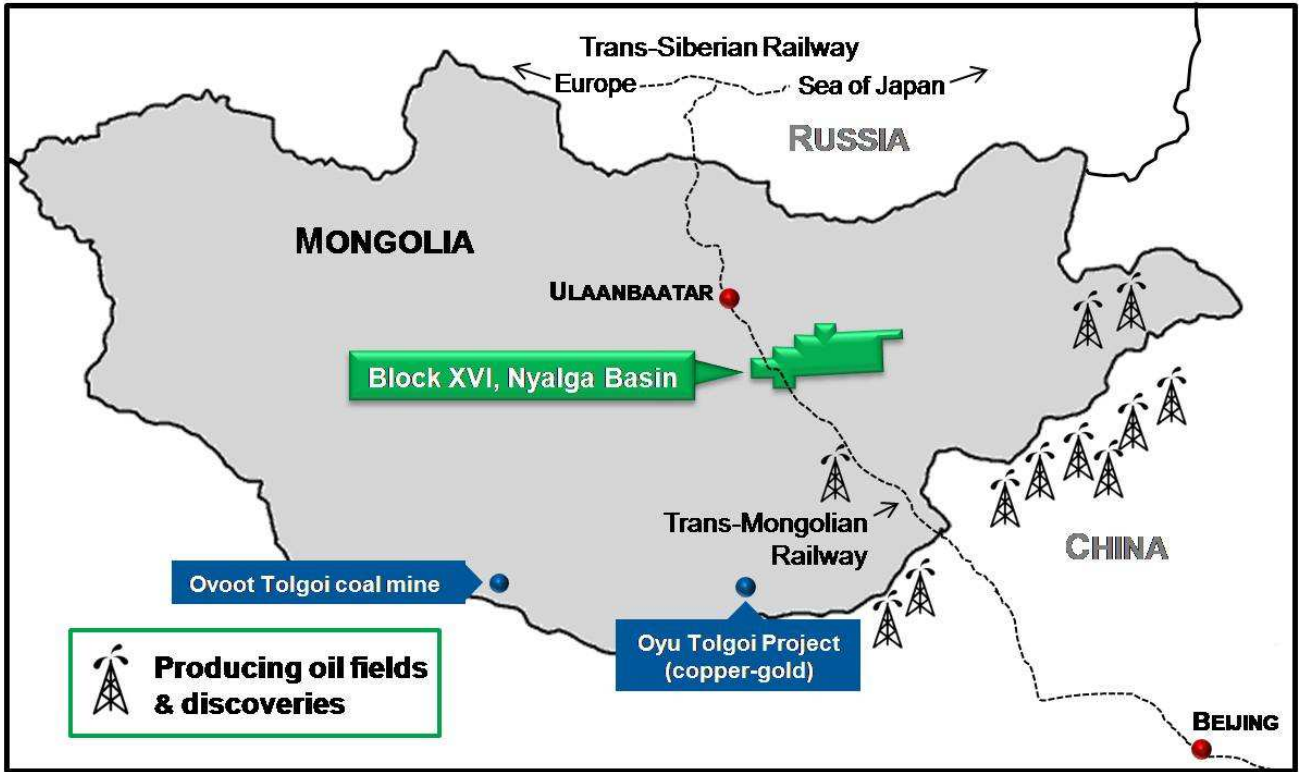 Trans-Siberian Railway
Europe
Sea of Japan
RUSSIA
MONGOLIA
ULAANBAATAR
Block XVI, Nyalga Basin
Trans-Mongolian
Railway
CHINA
Ovoot Tolgoi coal mine
Oyu Tolgoi Project
(copper-gold)
Producing oil fields
& discoveries
BEIJING